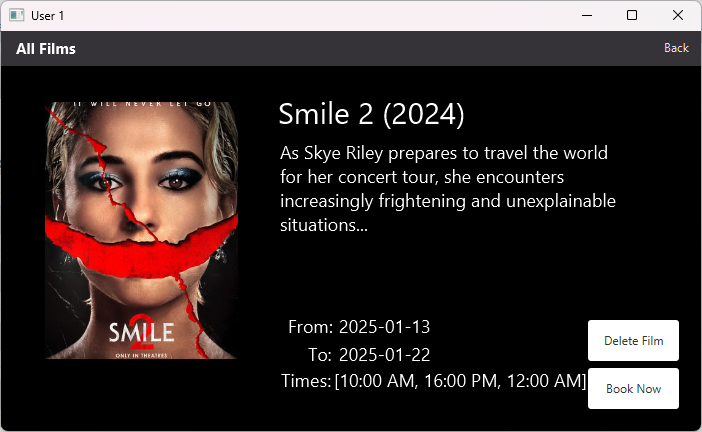 User 1
All Films
Back
IT WILL NEVER LET GO
SMILE
2
ONLY IN THEATRES
Smile 2 (2024)
As Skye Riley prepares to travel the world
for her concert tour, she encounters
increasingly frightening and unexplainable
situations...
From: 2025-01-13
To: 2025-01-22
Times: [10:00 AM, 16:00 PM, 12:00 AM]
Delete Film
Book Now